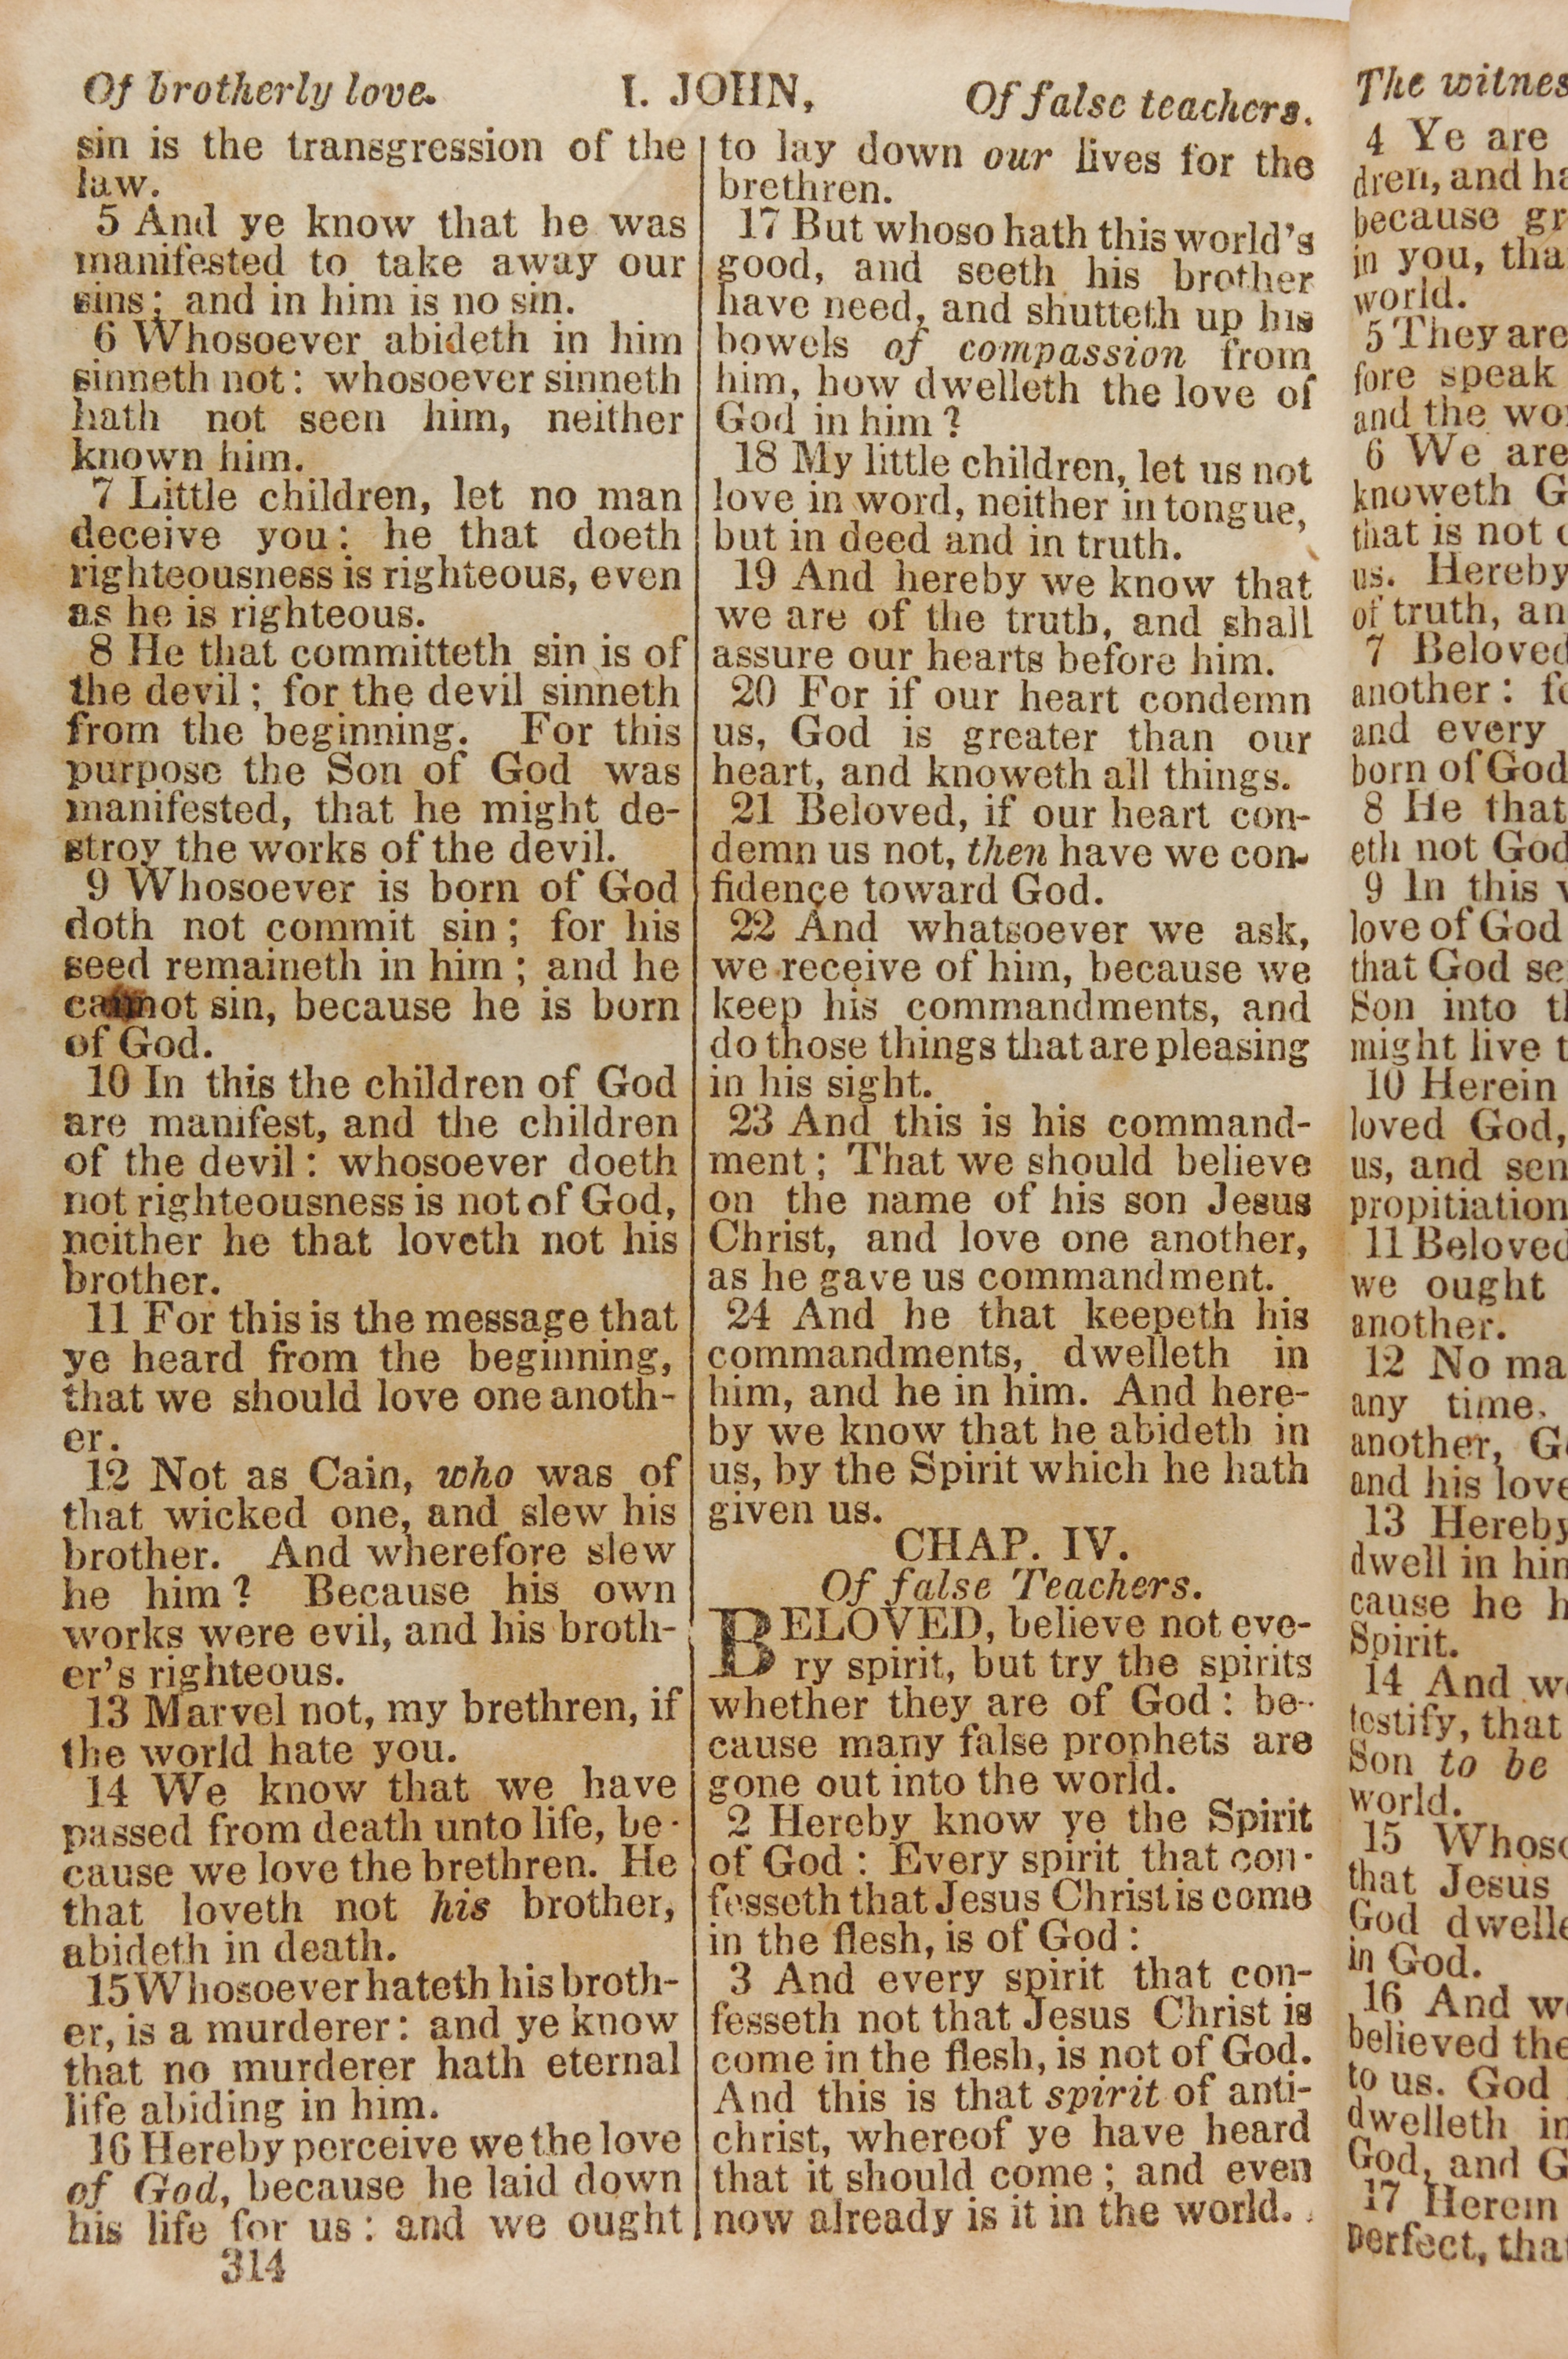 Of brotherly love.
I. JOHN,
Of false teachers.
sin is the transgression of the
law.
5 And ye know that he was
manifested to take away our
sins; and in him is no sin.
6 Whosoever abideth in him
sinneth not: whosoever sinneth
hath not seen him, neither
known him.
7 Little children, let no man
deceive you: he that doeth
righteousness is righteous, even
as he is righteous.
8 He that committeth sin is of
the devil; for the devil sinneth
from the beginning. For this
purpose the Son of God was
manifested, that he might de-
stroy the works of the devil.
9 Whosoever is born of God
doth not commit sin; for his
seed remaineth in him; and he
cannot sin, because he is born
of God.
10 In this the children of God
are manifest, and the children
of the devil: whosoever doeth
not righteousness is not of God,
neither he that loveth not his
brother.
11 For this is the message that
ye heard from the beginning,
that we should love one anoth-
er.
12 Not as Cain, who was of
that wicked one, and slew his
brother. And wherefore slew
he him? Because his own
works were evil, and his broth-
er's righteous.
13 Marvel not, my brethren, if
the world hate you.
14 We know that we have
passed from death unto life, be-
cause we love the brethren. He
that loveth not his brother,
abideth in death.
15 Whosoever hateth his broth-
er, is a murderer: and ye know
that no murderer hath eternal
life abiding in him.
16 Hereby perceive we the love
of God, because he laid down
his life for us: and we ought
314
to lay down our lives for the
brethren.
17 But whoso hath this world's
good, and seeth his brother
have need, and shutteth up his
bowels of compassion from
him, how dwelleth the love of
God in him?
18 My little children, let us not
love in word, neither in tongue,
but in deed and in truth.
19 And hereby we know that
we are of the truth, and shall
assure our hearts before him.
20 For if our heart condemn
us, God is greater than our
heart, and knoweth all things.
21 Beloved, if our heart con-
demn us not, then have we con-
fidence toward God.
22 And whatsoever we ask,
we receive of him, because we
keep his commandments, and
do those things that are pleasing
in his sight.
23 And this is his command-
ment; That we should believe
on the name of his son Jesus
Christ, and love one another,
as he gave us commandment.
24 And he that keepeth his
commandments, dwelleth in
him, and he in him. And here-
by we know that he abideth in
us, by the Spirit which he hath
given us.
CHAP. IV.
Of false Teachers.
BELOVED, believe not eve-
ry spirit, but try the spirits
whether they are of God: be-
cause many false prophets are
gone out into the world.
2 Hereby know ye the Spirit
of God: Every spirit that con-
fesseth that Jesus Christ is come
in the flesh, is of God:
3 And every spirit that con-
fesseth not that Jesus Christ is
come in the flesh, is not of God.
And this is that spirit of anti-
christ, whereof ye have heard
that it should come; and even
now already is it in the world.
The witnes
4 Ye are
dren, and ha
because gr
in you, tha
world.
5 They are
fore speak
and the wor
6 We are
knoweth G
that is not o
us. Hereby
of truth, an
7 Beloved
another: fo
and every
born of God
8 He that
eth not God
9 In this w
love of God
that God se
Son into th
might live t
10 Herein
loved God,
us, and sen
propitiation
11 Beloved
we ought
another.
12 No ma
any time.
another, Go
and his love
13 Hereby
dwell in him
cause he h
Spirit.
14 And we
testify, that
Son to be
world.
15 Whoso
that Jesus
God dwelle
in God.
16 And we
believed the
to us. God
dwelleth in
God, and G
17 Herein
perfect, that